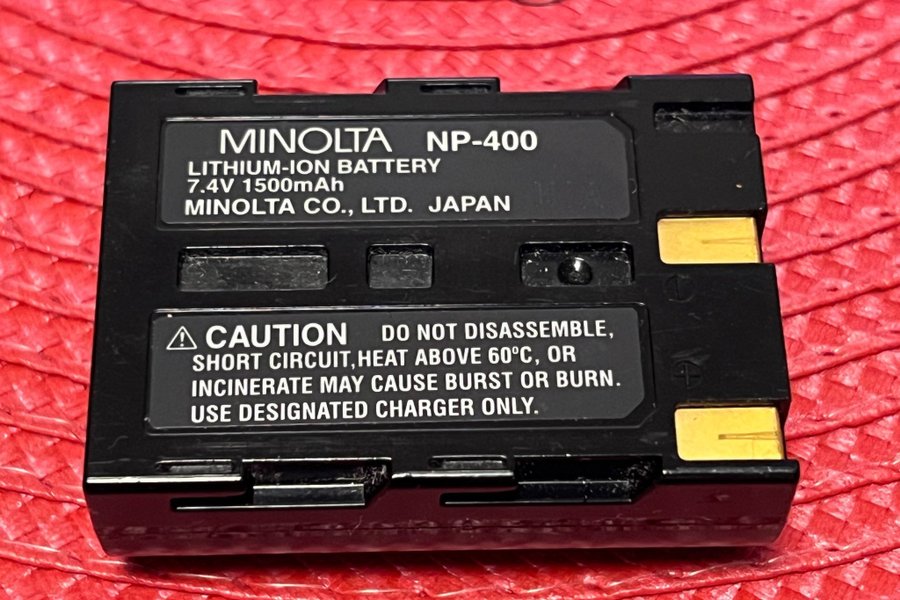 MINOLTA NP-400
LITHIUM-ION BATTERY
7.4V 1500mAh
MINOLTA CO., LTD. JAPAN
⊖
⚠ CAUTION DO NOT DISASSEMBLE,
SHORT CIRCUIT,HEAT ABOVE 60ºC, OR
INCINERATE MAY CAUSE BURST OR BURN.
USE DESIGNATED CHARGER ONLY.
⊕